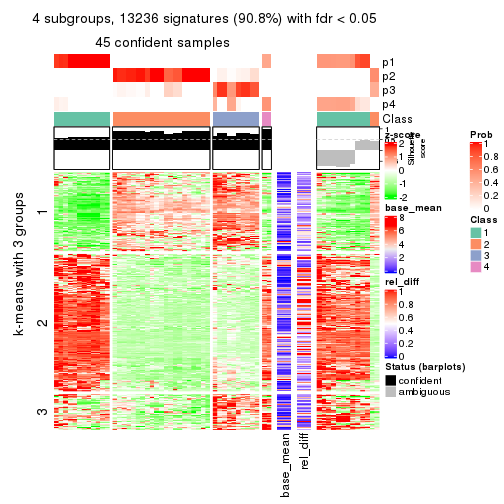 4 subgroups, 13236 signatures (90.8%) with fdr < 0.05
45 confident samples
p1
p2
p3
p4
Class
1
Silhouette
score
k-means with 3 groups
1
2
3
base_mean
rel_diff
z-score
2
1
0
-1
-2
base_mean
8
6
4
2
0
rel_diff
1
0.8
0.6
0.4
0.2
0
Status (barplots)
confident
ambiguous
Prob
1
0.8
0.6
0.4
0.2
0
Class
1
2
3
4